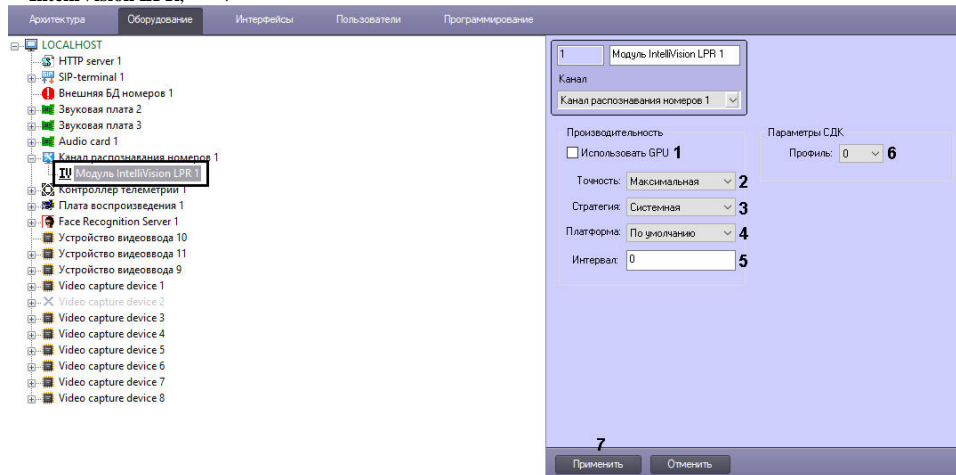 Архитектура Оборудование Интерфейсы Пользователи Программирование
LOCALHOST
HTTP server 1
SIP-terminal 1
Внешняя БД номеров 1
Звуковая плата 2
Звуковая плата 3
Audio card 1
Канал распознавания номеров 1
Модуль IntelliVision LPR 1
Контроллер телеметрии 1
Плата воспроизведения 1
Face Recognition Server 1
Устройство видеоввода 10
Устройство видеоввода 11
Устройство видеоввода 9
Video capture device 1
Video capture device 2
Video capture device 3
Video capture device 4
Video capture device 5
Video capture device 6
Video capture device 7
Video capture device 8
1 Модуль IntelliVision LPR 1
Канал
Канал распознавания номеров 1
Производительность
Использовать GPU 1
Точность: Максимальная 2
Стратегия: Системная 3
Платформа: По умолчанию 4
Интервал: 0 5
Параметры СДК
Профиль: 0 6
7
Применить Отменить